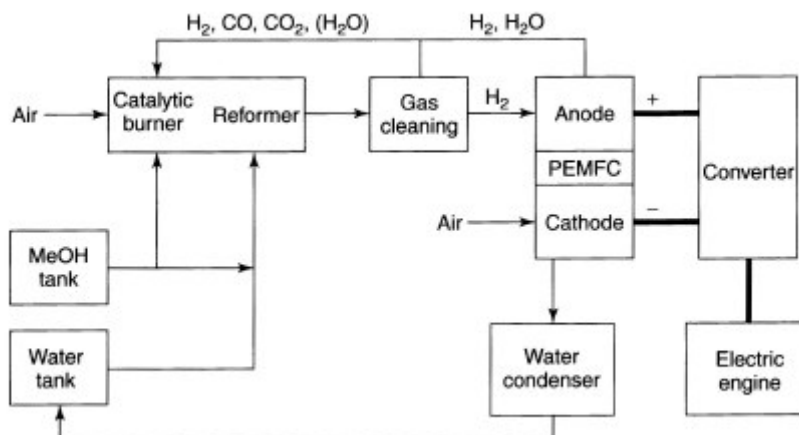 H₂, CO, CO₂, (H₂O)
H₂, H₂O
Air
Catalytic
burner
Reformer
Gas
cleaning
H₂
Anode
+
PEMFC
Converter
Air
Cathode
−
MeOH
tank
Water
tank
Water
condenser
Electric
engine